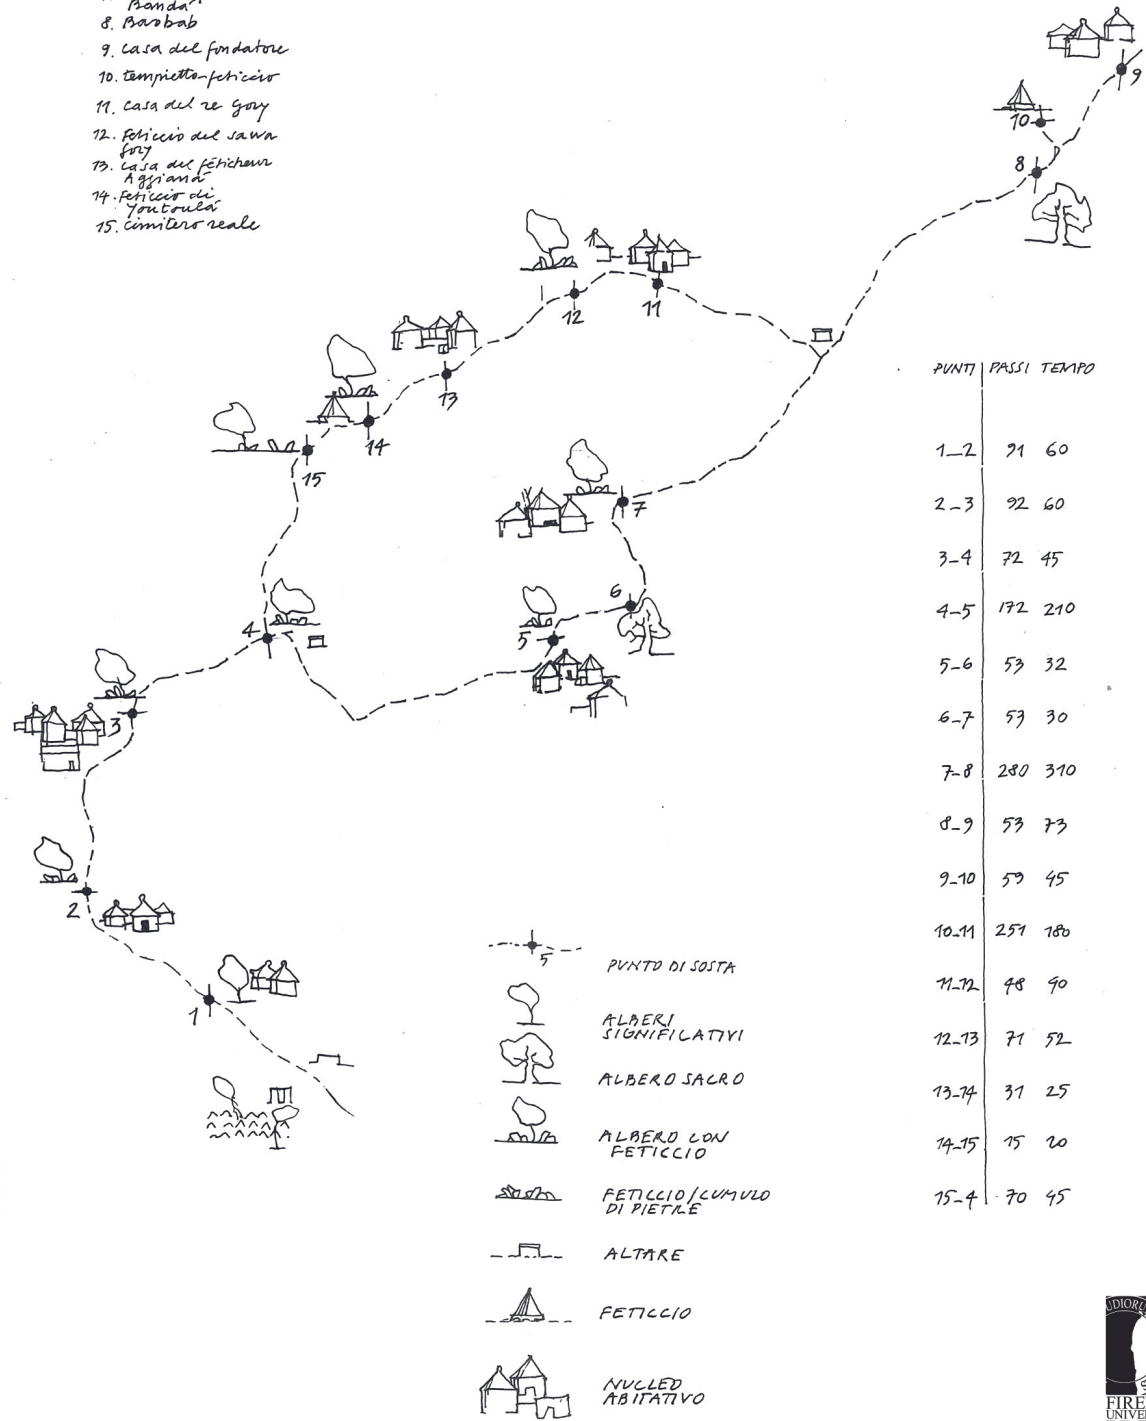 Banda
8. Baobab
9. casa del fondatore
10. tempietto-feticcio
11. casa del re Gory
12. Feticcio del sawa
Gory
13. casa del féticheur
Aggianà
14. Feticcio di
Youtoulà
15. cimitero reale
9
10
8
12
11
13
14
15
7
6
5
4
3
2
1
PUNTI PASSI TEMPO
1_2 91 60
2_3 92 60
3_4 72 45
4_5 172 210
5_6 53 32
6_7 53 30
7_8 280 310
8_9 53 73
9_10 59 45
10_11 251 180
11_12 48 90
12_13 71 52
13_14 31 25
14_15 15 20
15_4 70 45
5
PUNTO DI SOSTA
ALBERI
SIGNIFICATIVI
ALBERO SACRO
ALBERO CON
FETICCIO
FETICCIO/CUMULO
DI PIETRE
ALTARE
FETICCIO
NUCLEO
ABITATIVO
UDIORU
FIRE
UNIVER